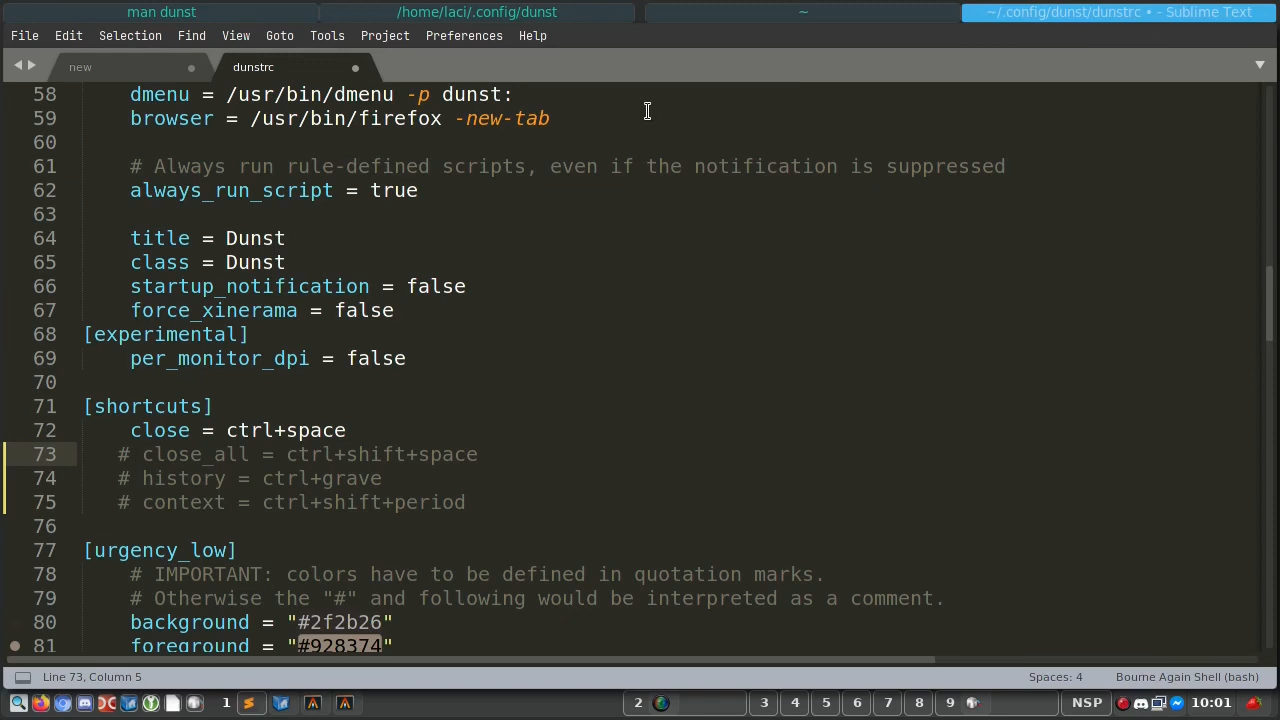 man dunst
/home/laci/.config/dunst
~
~/.config/dunst/dunstrc • - Sublime Text
File Edit Selection Find View Goto Tools Project Preferences Help
new
dunstrc
58 dmenu = /usr/bin/dmenu -p dunst:
59 browser = /usr/bin/firefox -new-tab
60
61 # Always run rule-defined scripts, even if the notification is suppressed
62 always_run_script = true
63
64 title = Dunst
65 class = Dunst
66 startup_notification = false
67 force_xinerama = false
68 [experimental]
69 per_monitor_dpi = false
70
71 [shortcuts]
72 close = ctrl+space
73 # close_all = ctrl+shift+space
74 # history = ctrl+grave
75 # context = ctrl+shift+period
76
77 [urgency_low]
78 # IMPORTANT: colors have to be defined in quotation marks.
79 # Otherwise the "#" and following would be interpreted as a comment.
80 background = "#2f2b26"
81 foreground = "#928374"
Line 73, Column 5
Spaces: 4
Bourne Again Shell (bash)
1 2 3 4 5 6 7 8 9 NSP 10:01